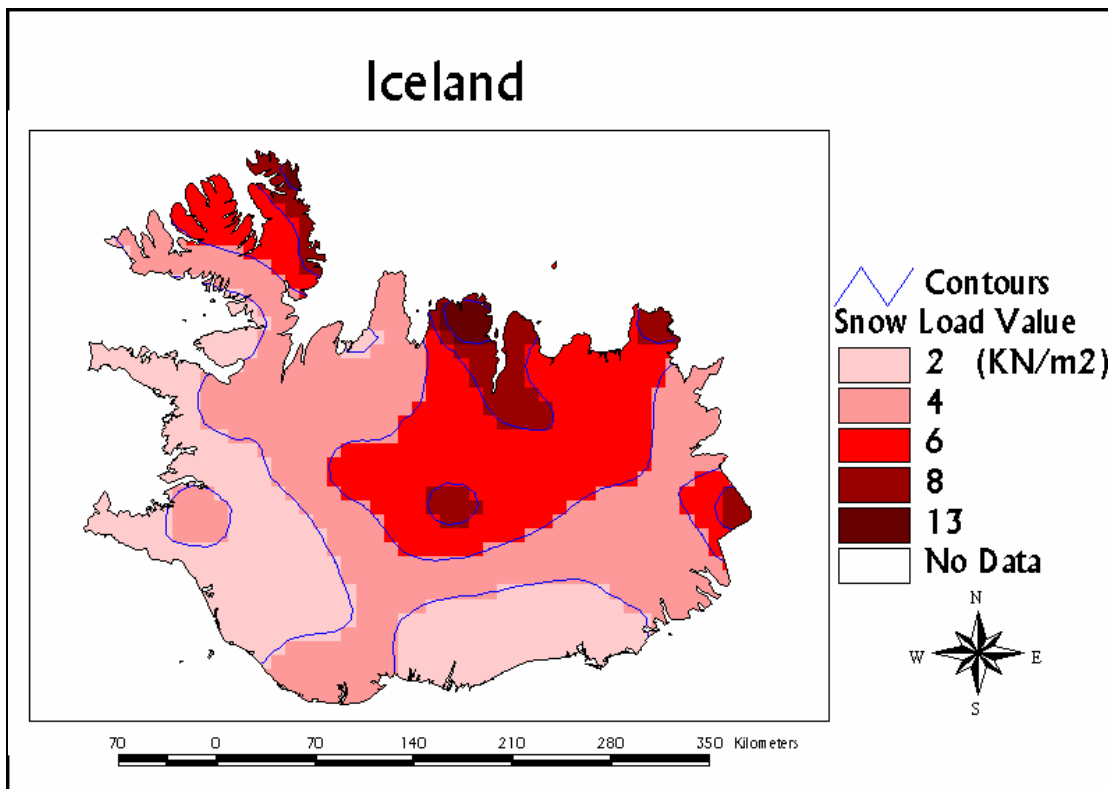 Iceland
Contours
Snow Load Value
2 (KN/m2)
4
6
8
13
No Data
N
W E
S
70 0 70 140 210 280 350 Kilometers